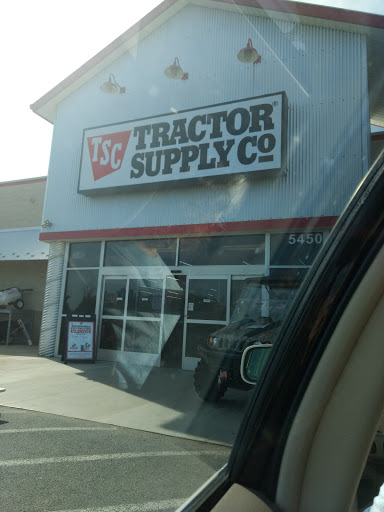 TSC
TRACTOR
SUPPLY CO
5450